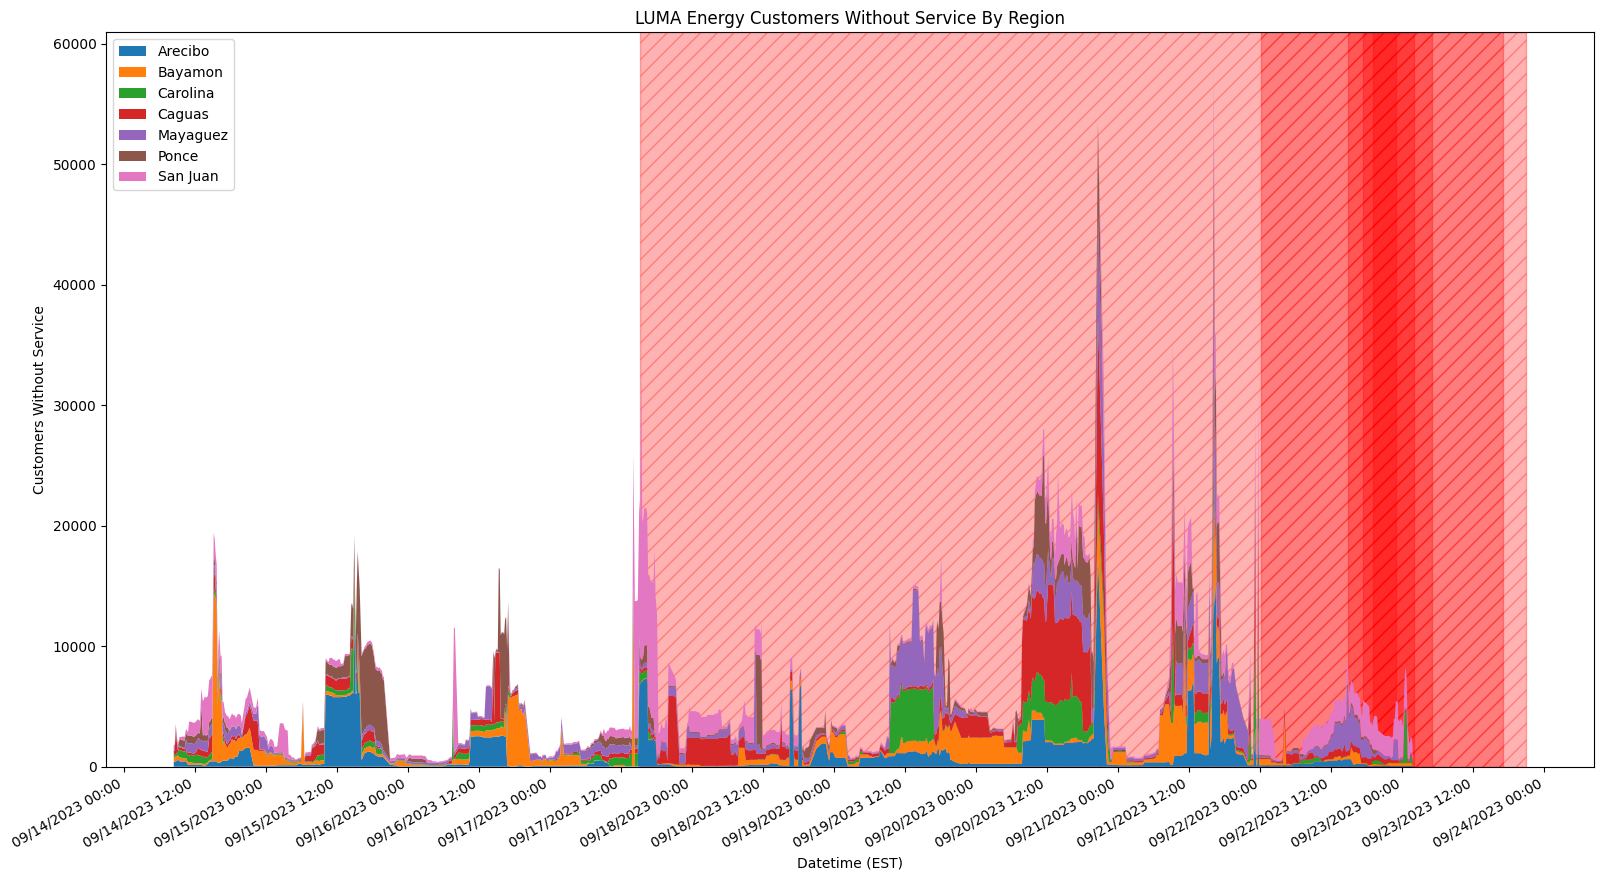 LUMA Energy Customers Without Service By Region
Customers Without Service
60000
50000
40000
30000
20000
10000
0
Arecibo
Bayamon
Carolina
Caguas
Mayaguez
Ponce
San Juan
09/14/2023 00:00
09/14/2023 12:00
09/15/2023 00:00
09/15/2023 12:00
09/16/2023 00:00
09/16/2023 12:00
09/17/2023 00:00
09/17/2023 12:00
09/18/2023 00:00
09/18/2023 12:00
09/19/2023 00:00
09/19/2023 12:00
09/20/2023 00:00
09/20/2023 12:00
09/21/2023 00:00
09/21/2023 12:00
09/22/2023 00:00
09/22/2023 12:00
09/23/2023 00:00
09/23/2023 12:00
09/24/2023 00:00
Datetime (EST)